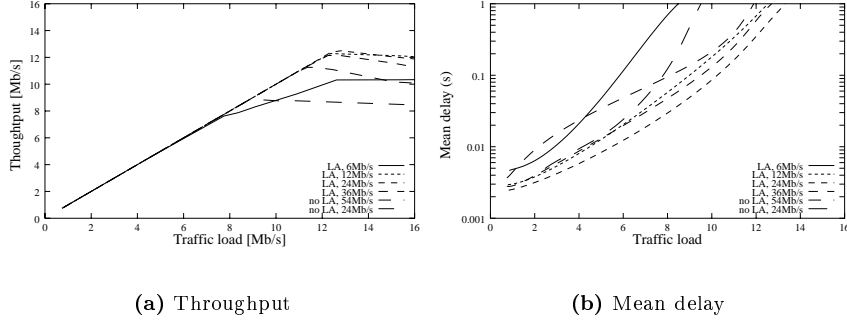 16
14
12
10
8
6
4
2
0
Thoughtput [Mb/s]
0 2 4 6 8 10 12 14 16
Traffic load [Mb/s]
LA, 6Mb/s
LA, 12Mb/s
LA, 24Mb/s
LA, 36Mb/s
no LA, 54Mb/s
no LA, 24Mb/s
(a) Throughput
1
0.1
0.01
0.001
Mean delay (s)
0 2 4 6 8 10 12 14 16
Traffic load
LA, 6Mb/s
LA, 12Mb/s
LA, 24Mb/s
LA, 36Mb/s
no LA, 54Mb/s
no LA, 24Mb/s
(b) Mean delay